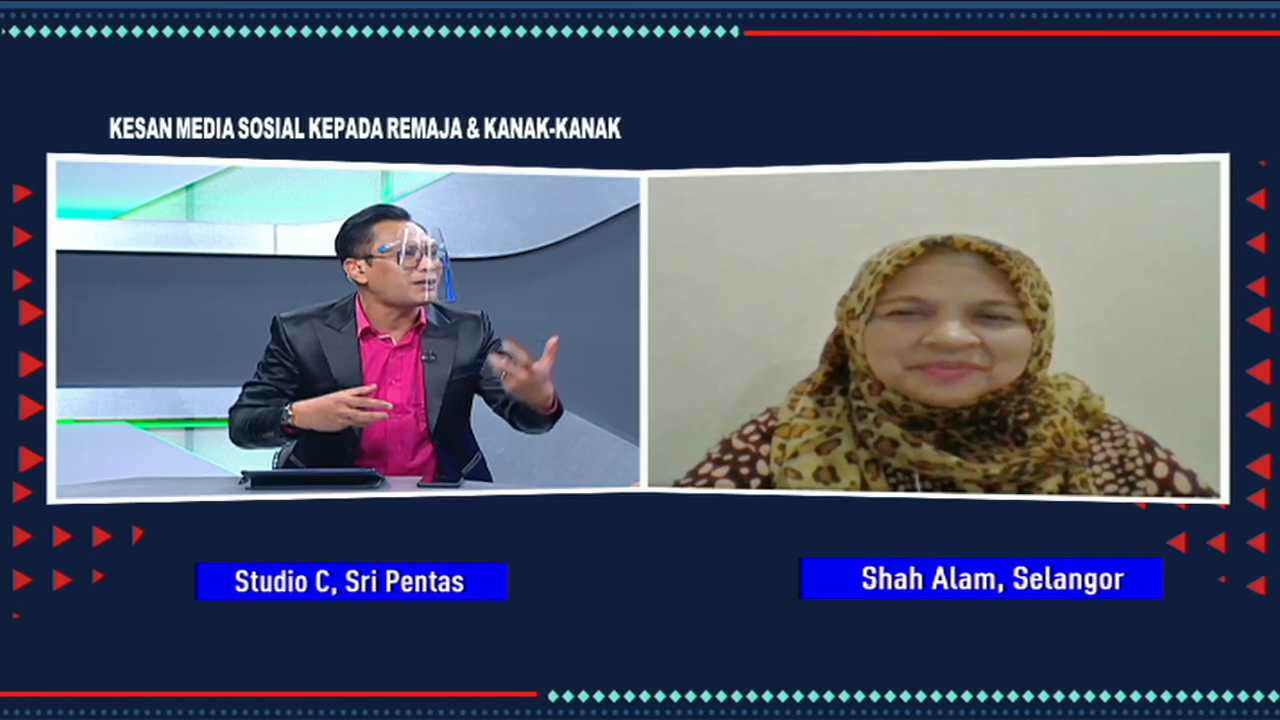 KESAN MEDIA SOSIAL KEPADA REMAJA & KANAK-KANAK
Studio C, Sri Pentas
Shah Alam, Selangor